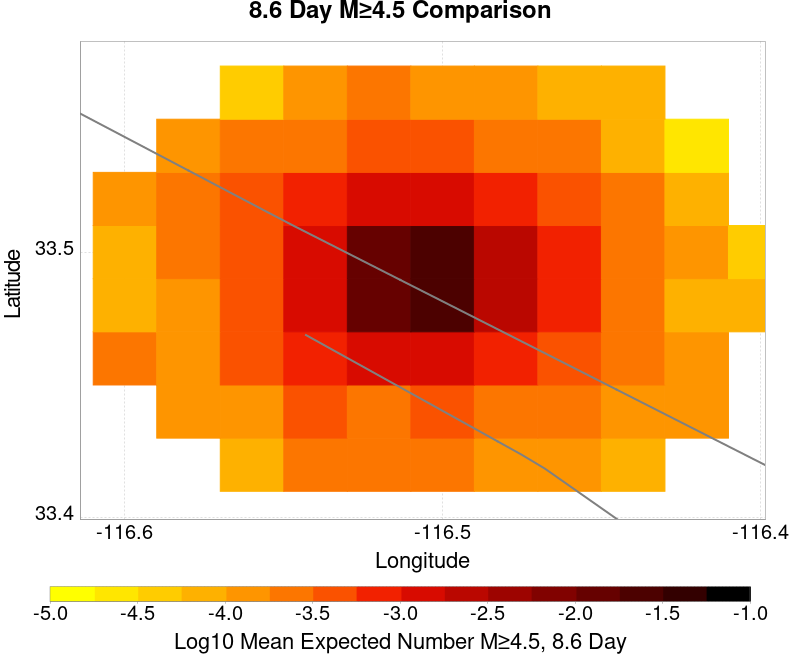 8.6 Day M≥4.5 Comparison
Latitude
33.5
33.4
-116.6 -116.5 -116.4
Longitude
-5.0 -4.5 -4.0 -3.5 -3.0 -2.5 -2.0 -1.5 -1.0
Log10 Mean Expected Number M≥4.5, 8.6 Day